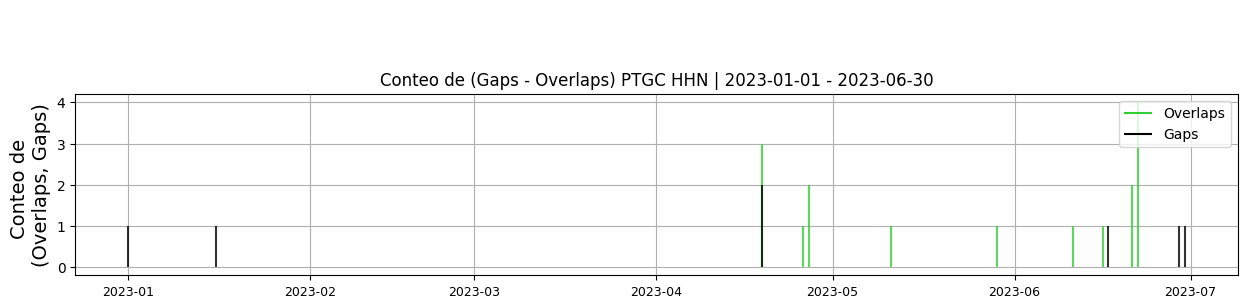 Conteo de (Gaps - Overlaps) PTGC HHN | 2023-01-01 - 2023-06-30
Conteo de
(Overlaps, Gaps)
4
3
2
1
0
Overlaps
Gaps
2023-01
2023-02
2023-03
2023-04
2023-05
2023-06
2023-07